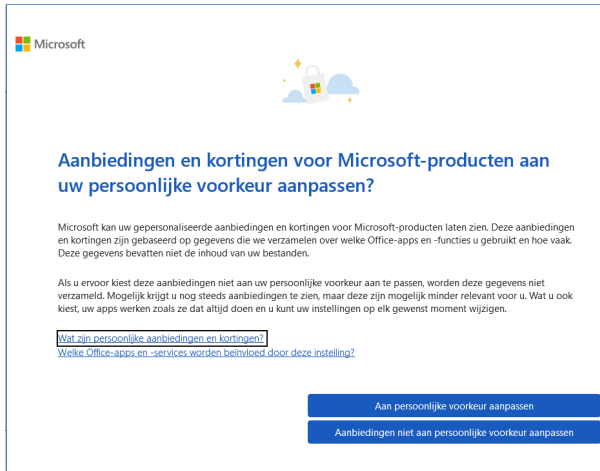 Microsoft
Aanbiedingen en kortingen voor Microsoft-producten aan
uw persoonlijke voorkeur aanpassen?
Microsoft kan uw gepersonaliseerde aanbiedingen en kortingen voor Microsoft-producten laten zien. Deze aanbiedingen
en kortingen zijn gebaseerd op gegevens die we verzamelen over welke Office-apps en -functies u gebruikt en hoe vaak.
Deze gegevens bevatten niet de inhoud van uw bestanden.
Als u ervoor kiest deze aanbiedingen niet aan uw persoonlijke voorkeur aan te passen, worden deze gegevens niet
verzameld. Mogelijk krijgt u nog steeds aanbiedingen te zien, maar deze zijn mogelijk minder relevant voor u. Wat u ook
kiest, uw apps werken zoals ze dat altijd doen en u kunt uw instellingen op elk gewenst moment wijzigen.
Wat zijn persoonlijke aanbiedingen en kortingen?
Welke Office-apps en -services worden beïnvloed door deze instelling?
Aan persoonlijke voorkeur aanpassen
Aanbiedingen niet aan persoonlijke voorkeur aanpassen